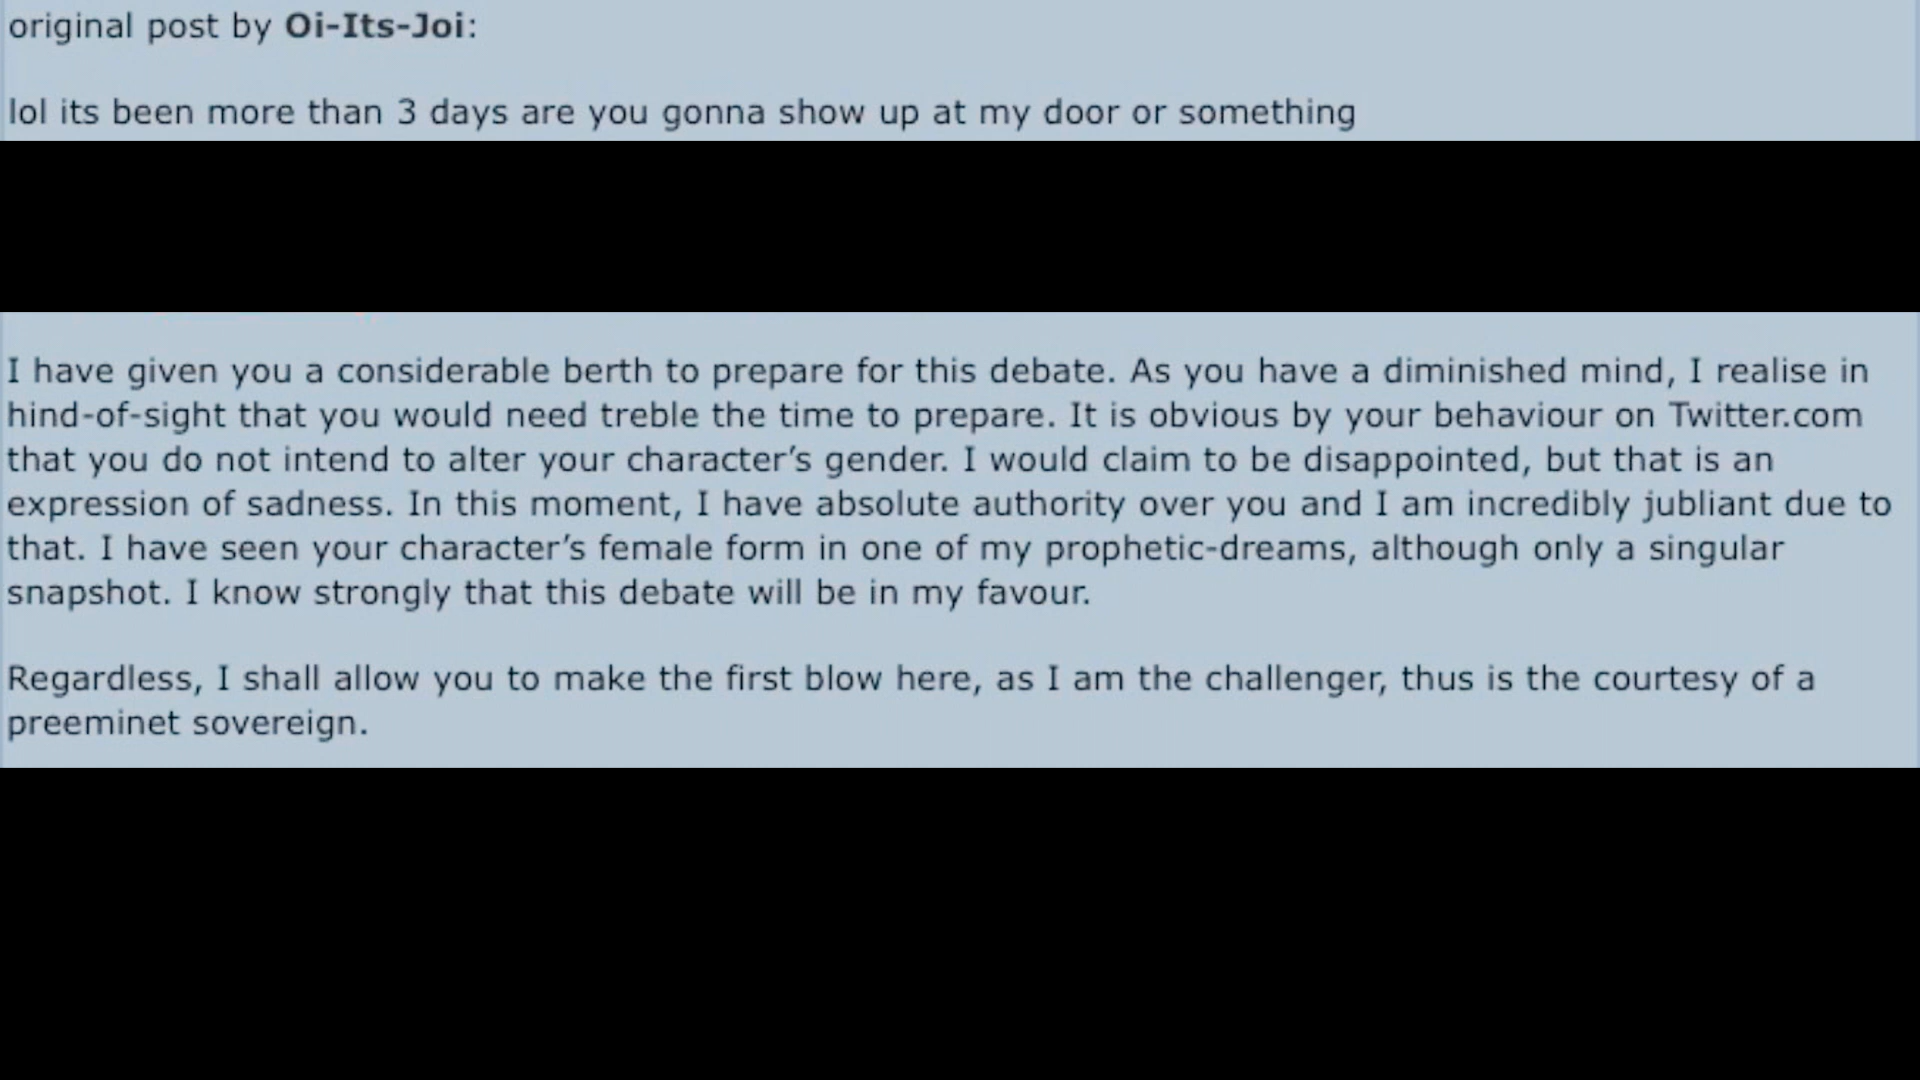 original post by Oi-Its-Joi:
lol its been more than 3 days are you gonna show up at my door or something
I have given you a considerable berth to prepare for this debate. As you have a diminished mind, I realise in
hind-of-sight that you would need treble the time to prepare. It is obvious by your behaviour on Twitter.com
that you do not intend to alter your character’s gender. I would claim to be disappointed, but that is an
expression of sadness. In this moment, I have absolute authority over you and I am incredibly jubliant due to
that. I have seen your character’s female form in one of my prophetic-dreams, although only a singular
snapshot. I know strongly that this debate will be in my favour.
Regardless, I shall allow you to make the first blow here, as I am the challenger, thus is the courtesy of a
preeminet sovereign.